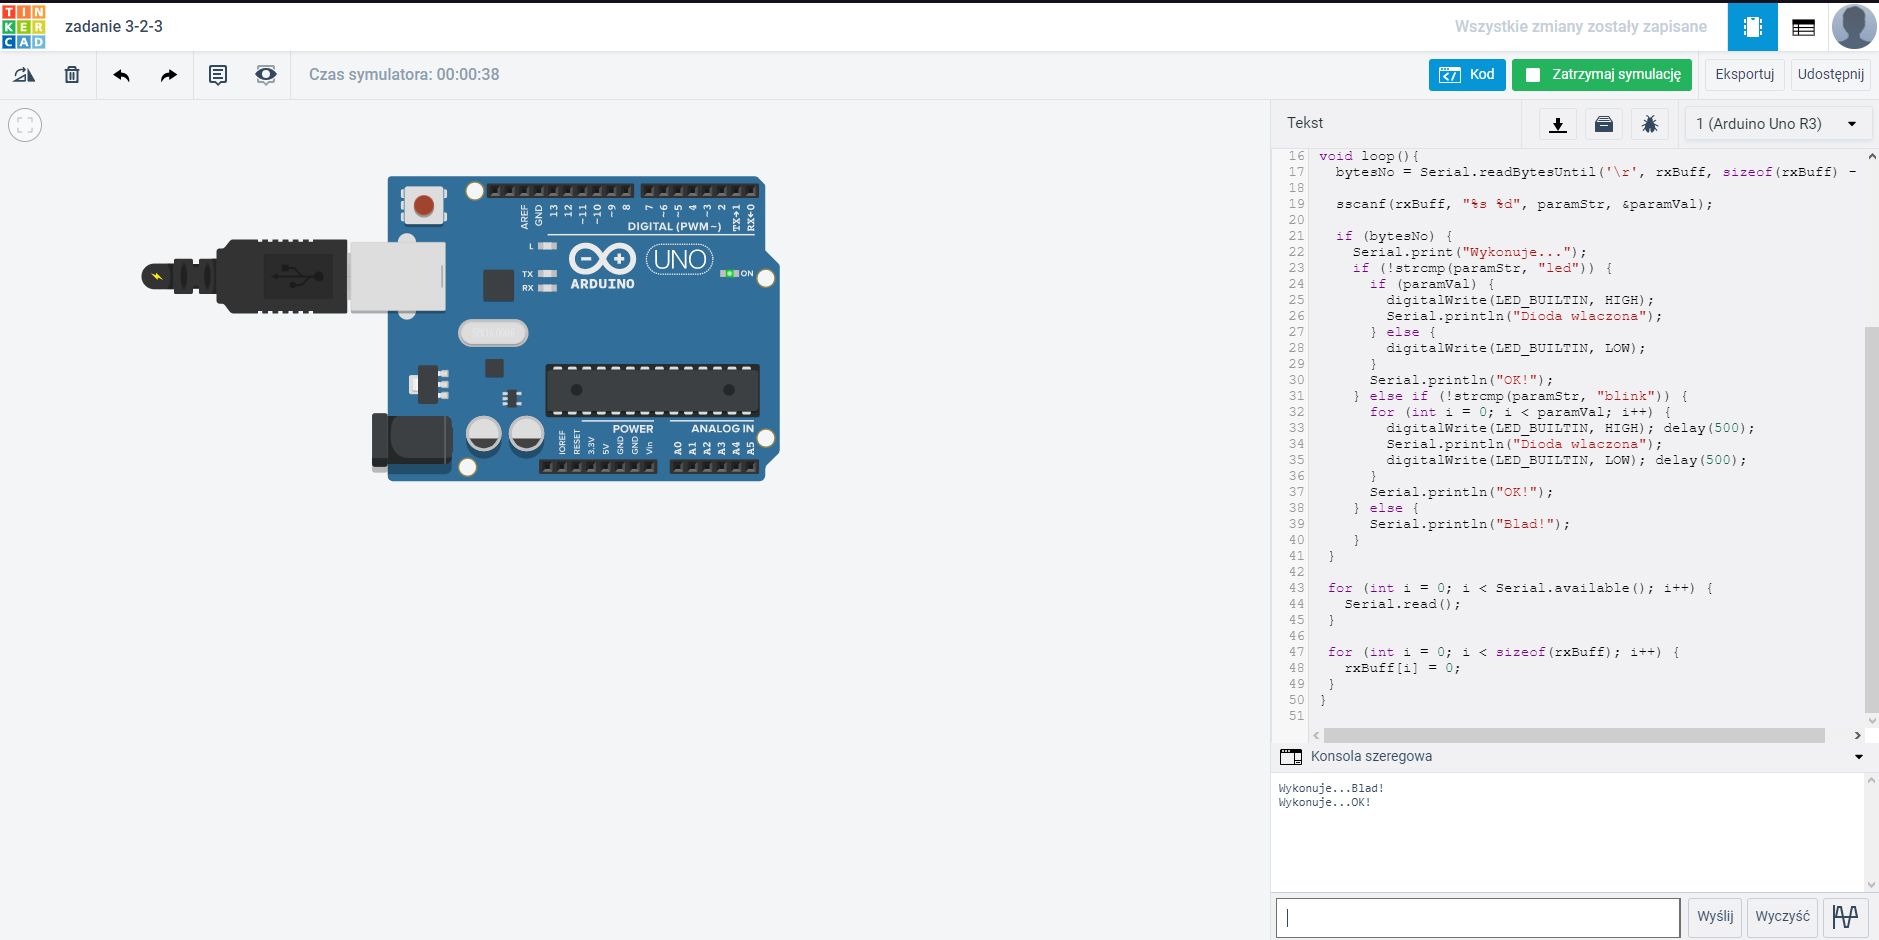 TIN
KER
CAD
zadanie 3-2-3
Wszystkie zmiany zostały zapisane
Czas symulatora: 00:00:38
Kod
Zatrzymaj symulację
Eksportuj
Udostępnij
Tekst
1 (Arduino Uno R3)
AREF
GND
13
12
~11
~10
~9
8
7
~6
~5
4
~3
2
TX→1
RX←0
DIGITAL (PWM~)
L
TX
RX
ARDUINO
UNO
ON
POWER
ANALOG IN
IOREF
RESET
3.3V
5V
GND
GND
Vin
A0
A1
A2
A3
A4
A5
16 void loop(){
17 bytesNo = Serial.readBytesUntil('\r', rxBuff, sizeof(rxBuff) -
18
19 sscanf(rxBuff, "%s %d", paramStr, &paramVal);
20
21 if (bytesNo) {
22 Serial.print("Wykonuje...");
23 if (!strcmp(paramStr, "led")) {
24 if (paramVal) {
25 digitalWrite(LED_BUILTIN, HIGH);
26 Serial.println("Dioda wlaczona");
27 } else {
28 digitalWrite(LED_BUILTIN, LOW);
29 }
30 Serial.println("OK!");
31 } else if (!strcmp(paramStr, "blink")) {
32 for (int i = 0; i < paramVal; i++) {
33 digitalWrite(LED_BUILTIN, HIGH); delay(500);
34 Serial.println("Dioda wlaczona");
35 digitalWrite(LED_BUILTIN, LOW); delay(500);
36 }
37 Serial.println("OK!");
38 } else {
39 Serial.println("Blad!");
40 }
41 }
42
43 for (int i = 0; i < Serial.available(); i++) {
44 Serial.read();
45 }
46
47 for (int i = 0; i < sizeof(rxBuff); i++) {
48 rxBuff[i] = 0;
49 }
50 }
51
Konsola szeregowa
Wykonuje...Blad!
Wykonuje...OK!
Wyślij
Wyczyść